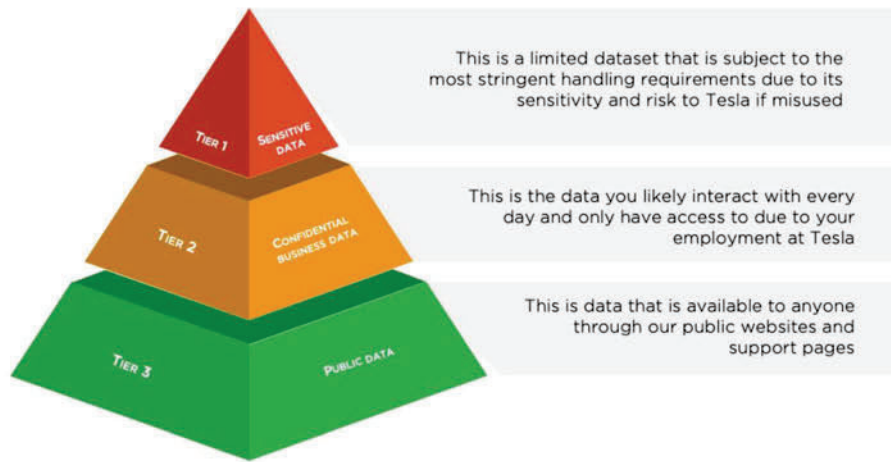 This is a limited dataset that is subject to the
most stringent handling requirements due to its
sensitivity and risk to Tesla if misused
TIER 1
SENSITIVE
DATA
This is the data you likely interact with every
day and only have access to due to your
employment at Tesla
TIER 2
CONFIDENTIAL
BUSINESS DATA
This is data that is available to anyone
through our public websites and
support pages
TIER 3
PUBLIC DATA